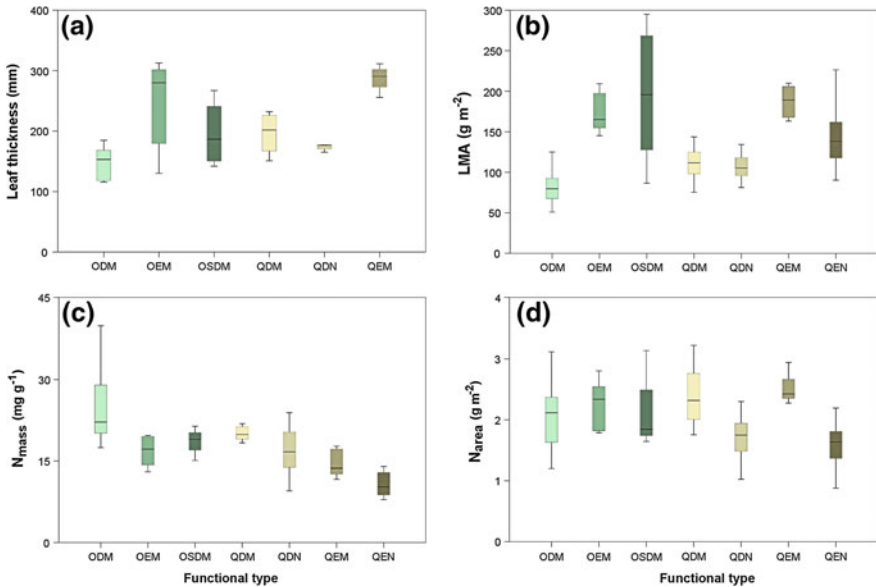 (a)
400
300
200
100
0
Leaf thickness (mm)
ODM OEM OSDM QDM QDN QEM
(b)
300
250
200
150
100
50
0
LMA (g m-2)
ODM OEM OSDM QDM QDN QEM QEN
(c)
45
30
15
0
Nmass (mg g-1)
ODM OEM OSDM QDM QDN QEM QEN
Functional type
(d)
4
3
2
1
0
Narea (g m-2)
ODM OEM OSDM QDM QDN QEM QEN
Functional type